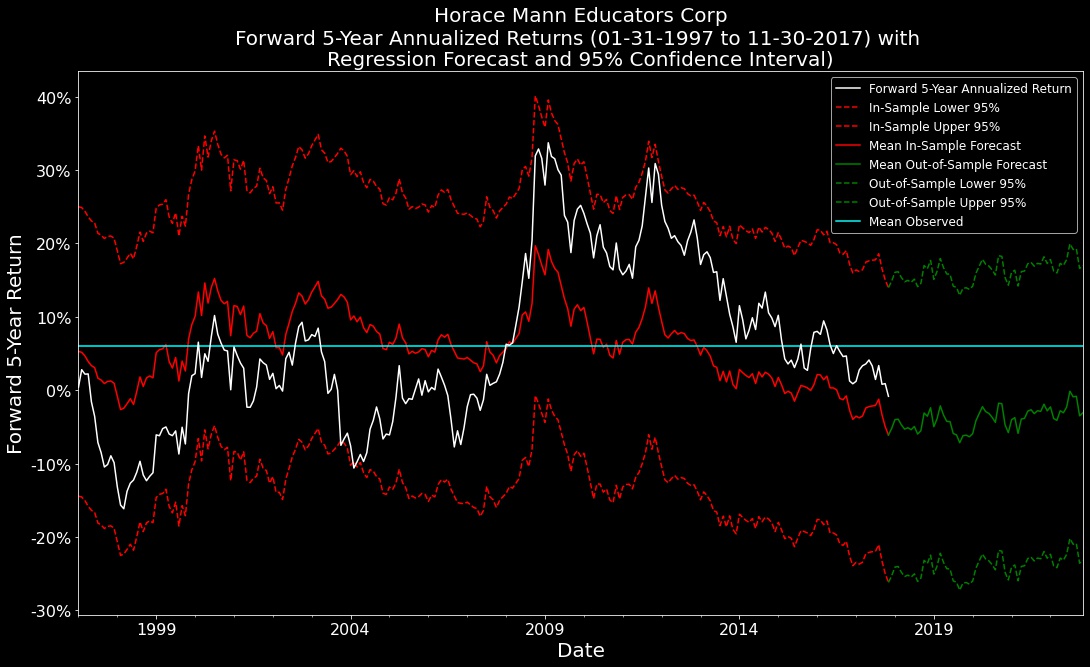 Horace Mann Educators Corp
Forward 5-Year Annualized Returns (01-31-1997 to 11-30-2017) with
Regression Forecast and 95% Confidence Interval)
Forward 5-Year Annualized Return
In-Sample Lower 95%
In-Sample Upper 95%
Mean In-Sample Forecast
Mean Out-of-Sample Forecast
Out-of-Sample Lower 95%
Out-of-Sample Upper 95%
Mean Observed
Forward 5-Year Return
40%
30%
20%
10%
0%
-10%
-20%
-30%
1999
2004
2009
2014
2019
Date